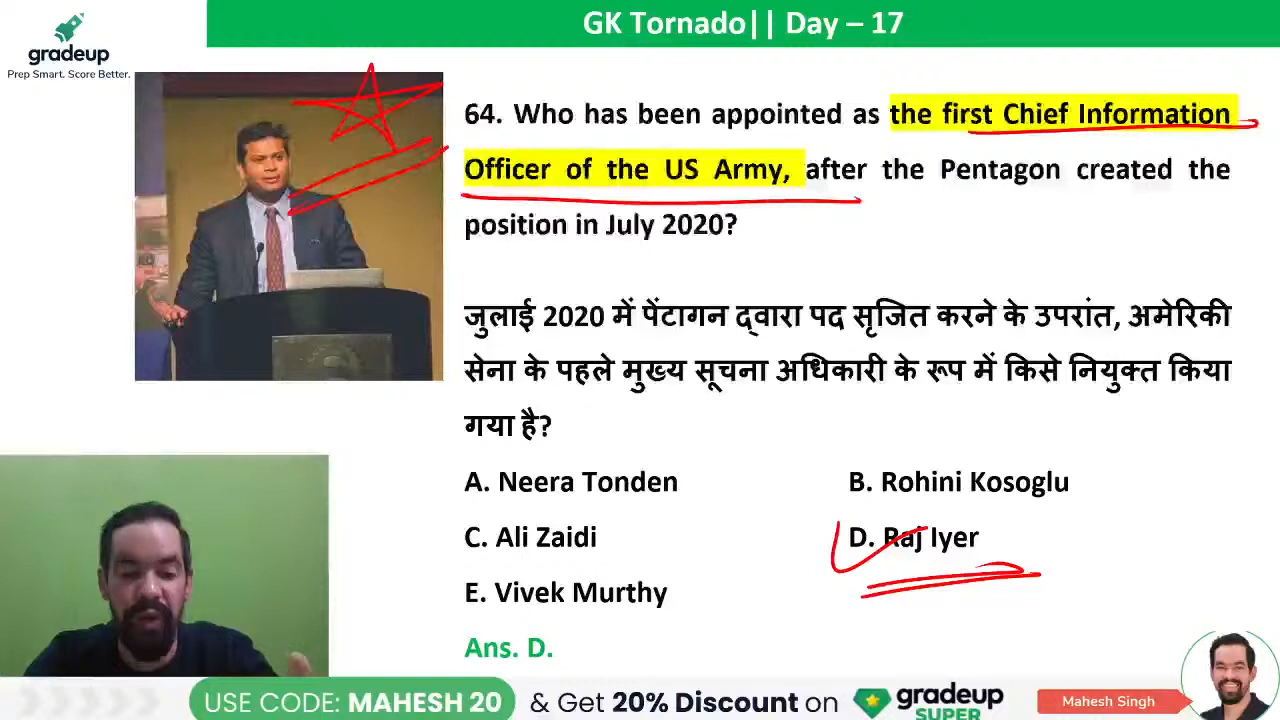 GK Tornado|| Day – 17
gradeup
Prep Smart. Score Better.
64. Who has been appointed as the first Chief Information
Officer of the US Army, after the Pentagon created the
position in July 2020?
जुलाई 2020 में पेंटागन द्वारा पद सृजित करने के उपरांत, अमेरिकी
सेना के पहले मुख्य सूचना अधिकारी के रूप में किसे नियुक्त किया
गया है?
A. Neera Tonden
B. Rohini Kosoglu
C. Ali Zaidi
D. Raj Iyer
E. Vivek Murthy
Ans. D.
USE CODE: MAHESH 20 & Get 20% Discount on
gradeup
SUPER
Mahesh Singh